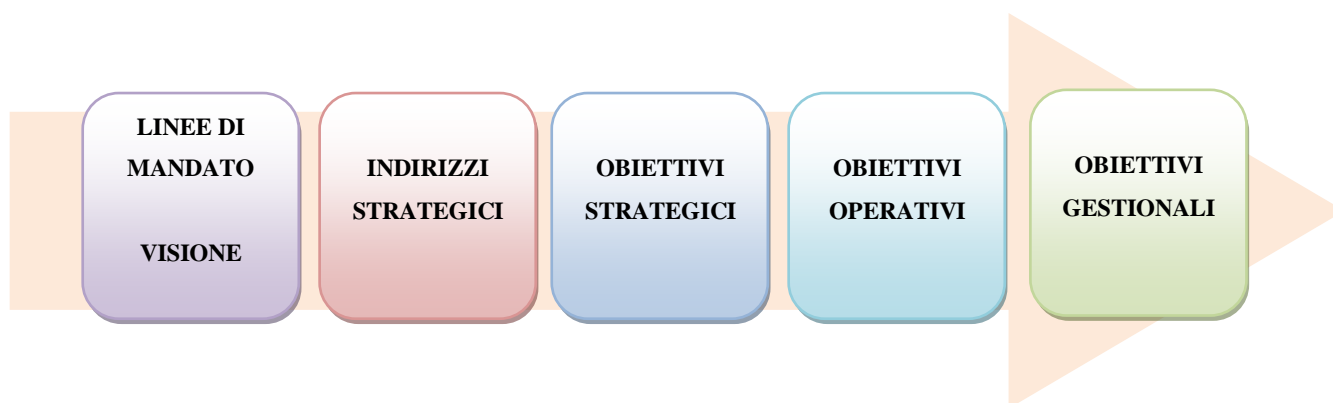 LINEE DI
MANDATO
VISIONE
INDIRIZZI
STRATEGICI
OBIETTIVI
STRATEGICI
OBIETTIVI
OPERATIVI
OBIETTIVI
GESTIONALI